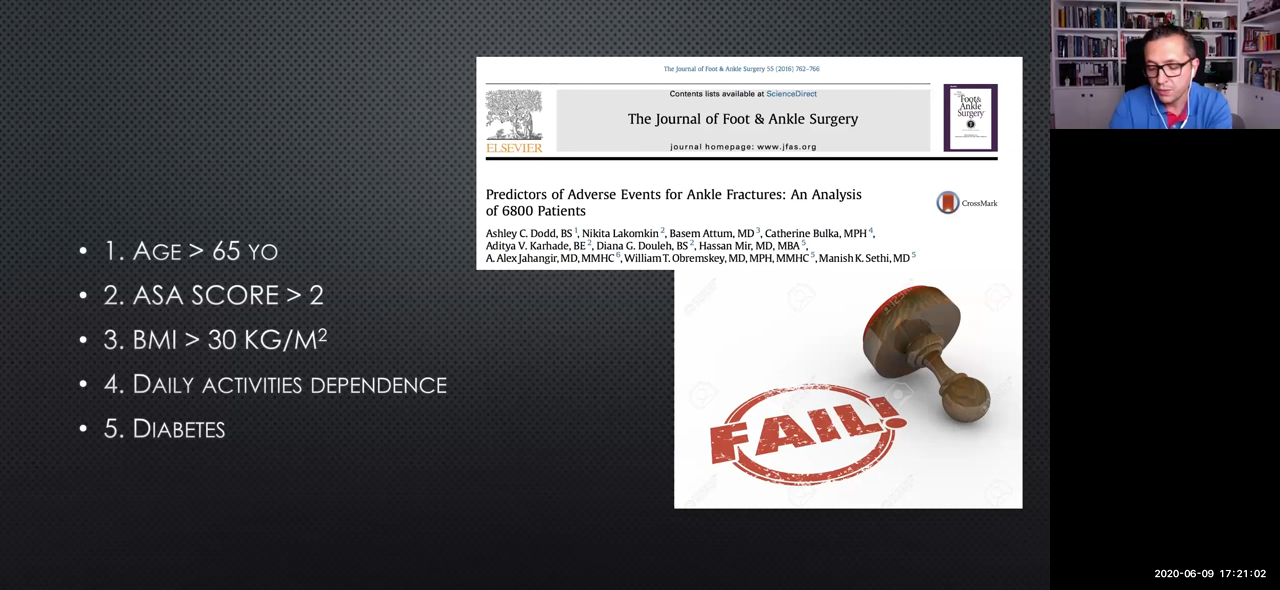 • 1. AGE > 65 YO
• 2. ASA SCORE > 2
• 3. BMI > 30 KG/M²
• 4. DAILY ACTIVITIES DEPENDENCE
• 5. DIABETES
The Journal of Foot & Ankle Surgery 55 (2016) 762–766
Contents lists available at ScienceDirect
The Journal of Foot & Ankle Surgery
journal homepage: www.jfas.org
ELSEVIER
Foot&
Ankle
Surgery
Predictors of Adverse Events for Ankle Fractures: An Analysis
of 6800 Patients
CrossMark
Ashley C. Dodd, BS ¹, Nikita Lakomkin ², Basem Attum, MD ³, Catherine Bulka, MPH ⁴,
Aditya V. Karhade, BE ², Diana G. Douleh, BS ², Hassan Mir, MD, MBA ⁵,
A. Alex Jahangir, MD, MMHC ⁶, William T. Obremskey, MD, MPH, MMHC ⁵, Manish K. Sethi, MD ⁵
FAIL!
2020-06-09 17:21:02